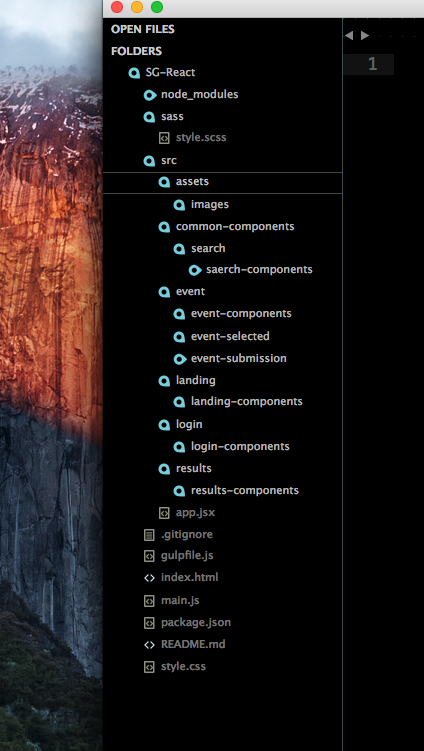 OPEN FILES
FOLDERS
1
SG-React
node_modules
sass
style.scss
src
assets
images
common-components
search
saerch-components
event
event-components
event-selected
event-submission
landing
landing-components
login
login-components
results
results-components
app.jsx
.gitignore
gulpfile.js
index.html
main.js
package.json
README.md
style.css